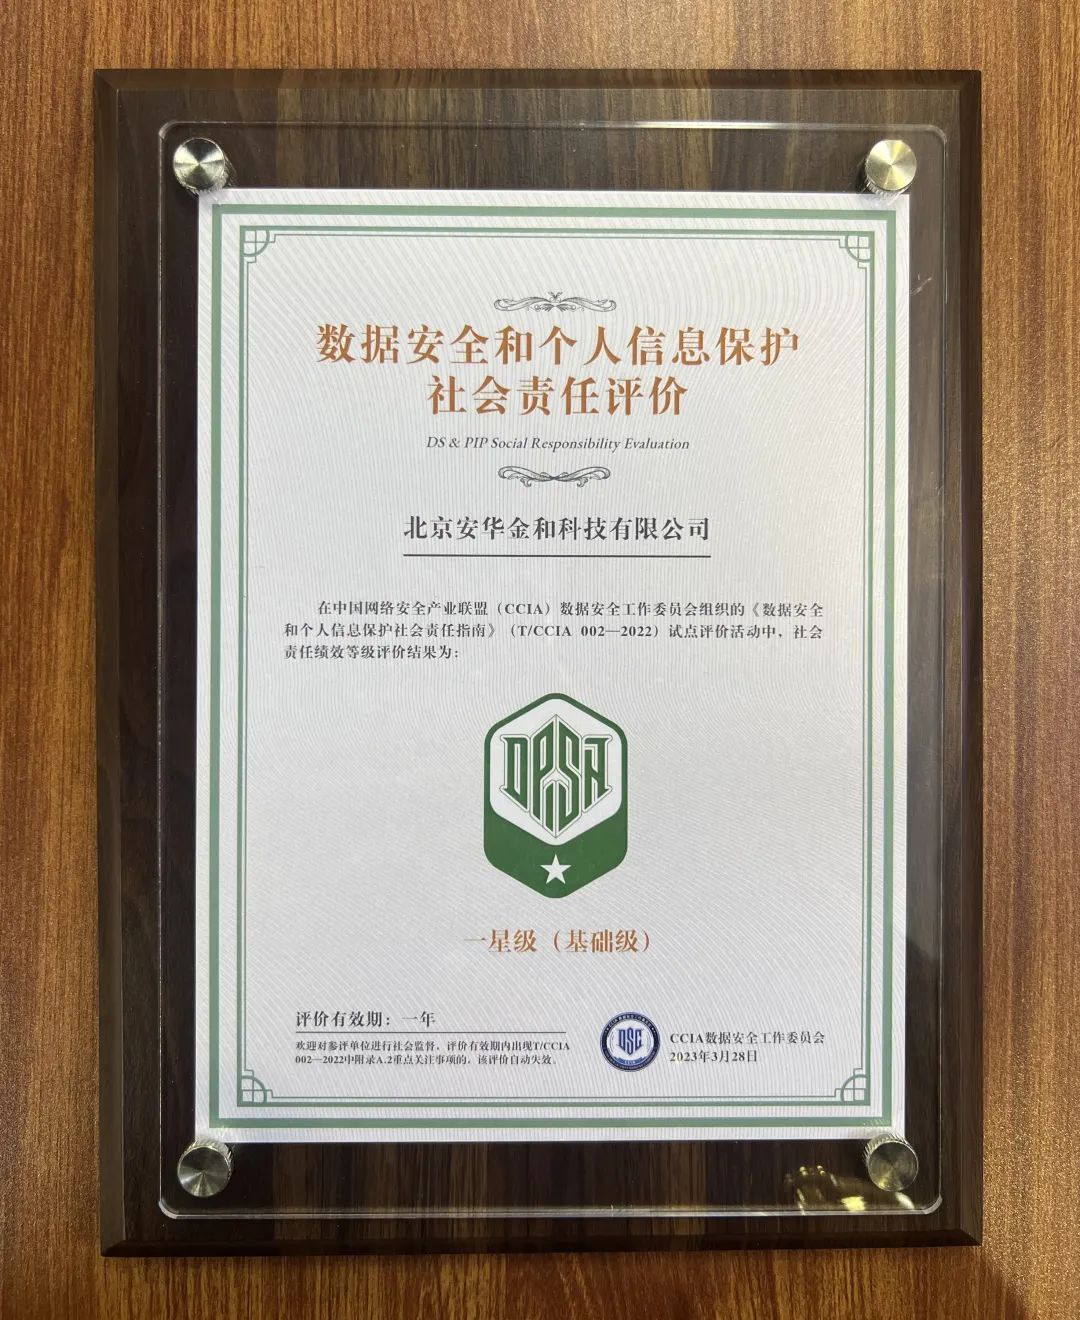 数据安全和个人信息保护
社会责任评价
DS & PIP Social Responsibility Evaluation
北京安华金和科技有限公司
在中国网络安全产业联盟（CCIA）数据安全工作委员会组织的《数据安全
和个人信息保护社会责任指南》（T/CCIA 002—2022）试点评价活动中，社会
责任绩效等级评价结果为：
DPSA
一星级（基础级）
评价有效期：一年
欢迎对参评单位进行社会监督，评价有效期内出现T/CCIA
002—2022中附录A.2重点关注事项的，该评价自动失效。
DSC
CCIA数据安全工作委员会
2023年3月28日